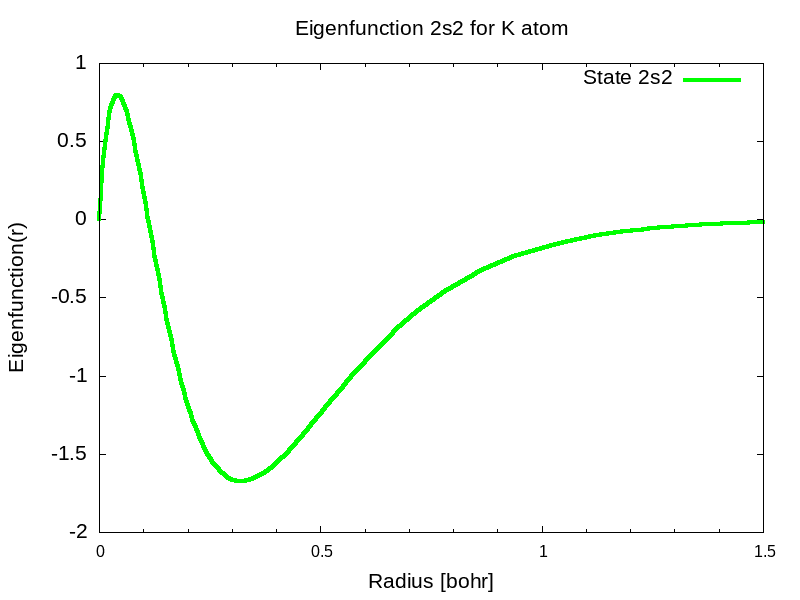 Eigenfunction 2s2 for K atom
State 2s2
1
0.5
0
-0.5
-1
-1.5
-2
Eigenfunction(r)
0 0.5 1 1.5
Radius [bohr]